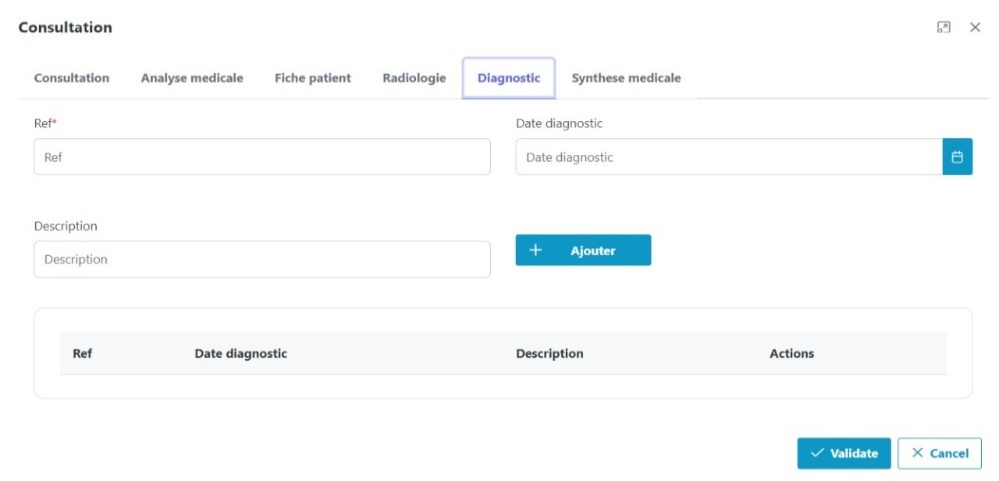 Consultation
Consultation Analyse medicale Fiche patient Radiologie Diagnostic Synthese medicale
Ref* Date diagnostic
Ref Date diagnostic
Description
Description Ajouter
Ref Date diagnostic Description Actions
Validate Cancel